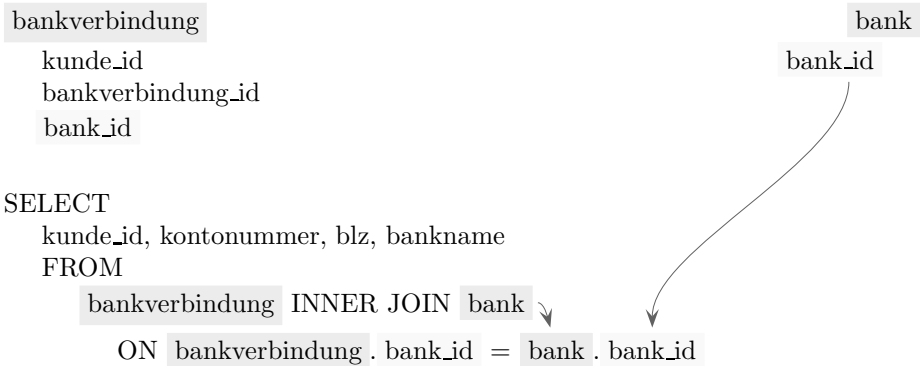 bankverbindung bank
kunde_id bank_id
bankverbindung_id
bank_id
SELECT
kunde_id, kontonummer, blz, bankname
FROM
bankverbindung INNER JOIN bank
ON bankverbindung . bank_id = bank . bank_id